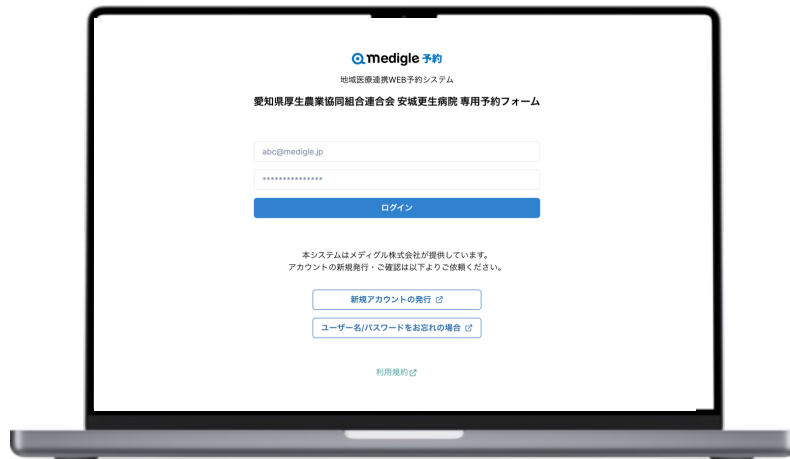 medigle 予約
地域医療連携WEB予約システム
愛知県厚生農業協同組合連合会 安城更生病院 専用予約フォーム
abc@medigle.jp
***************
ログイン
本システムはメディグル株式会社が提供しています。
アカウントの新規発行・ご確認は以下よりご依頼ください。
新規アカウントの発行
ユーザー名/パスワードをお忘れの場合
利用規約